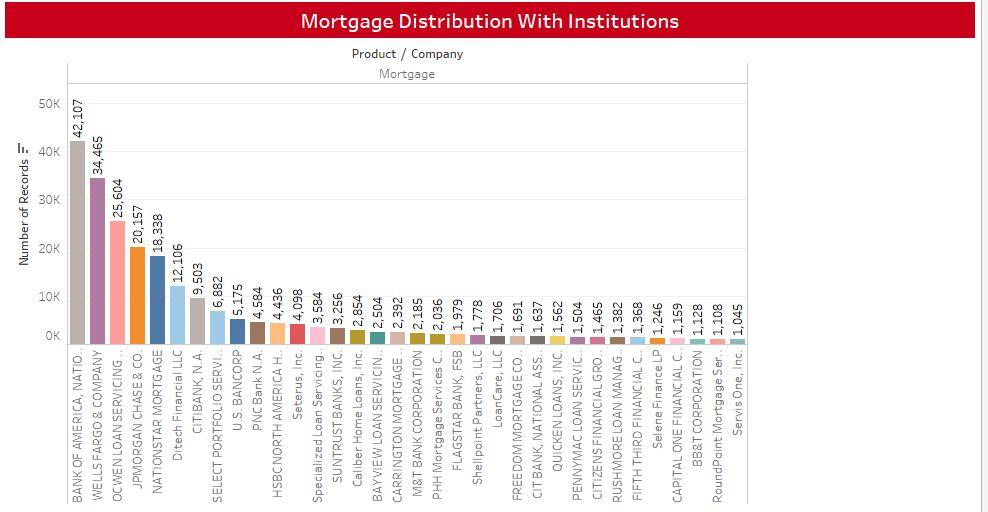 Mortgage Distribution With Institutions
Product / Company
Mortgage
Number of Records
50K
40K
30K
20K
10K
0K
42,107
34,465
25,604
20,157
18,338
12,106
9,503
6,882
5,175
4,584
4,436
4,098
3,584
3,256
2,854
2,504
2,392
2,185
2,036
1,979
1,778
1,706
1,691
1,637
1,562
1,504
1,465
1,382
1,368
1,246
1,159
1,128
1,108
1,045
BANK OF AMERICA, NATIO..
WELLS FARGO & COMPANY
OCWEN LOAN SERVICING ..
JPMORGAN CHASE & CO.
NATIONSTAR MORTGAGE
Ditech Financial LLC
CITIBANK, N.A.
SELECT PORTFOLIO SERVI..
U.S. BANCORP
PNC Bank N.A.
HSBC NORTH AMERICA H..
Seterus, Inc.
Specialized Loan Servicing..
SUNTRUST BANKS, INC.
Caliber Home Loans, Inc.
BAYVIEW LOAN SERVICIN..
CARRINGTON MORTGAGE ..
M&T BANK CORPORATION
PHH Mortgage Services C..
FLAGSTAR BANK, FSB
Shellpoint Partners, LLC
LoanCare, LLC
FREEDOM MORTGAGE CO..
CIT BANK, NATIONAL ASS..
QUICKEN LOANS, INC.
PENNYMAC LOAN SERVIC..
CITIZENS FINANCIAL GRO..
RUSHMORE LOAN MANAG..
FIFTH THIRD FINANCIAL C..
Selene Finance LP
CAPITAL ONE FINANCIAL C..
BB&T CORPORATION
RoundPoint Mortgage Ser..
Servis One, Inc.